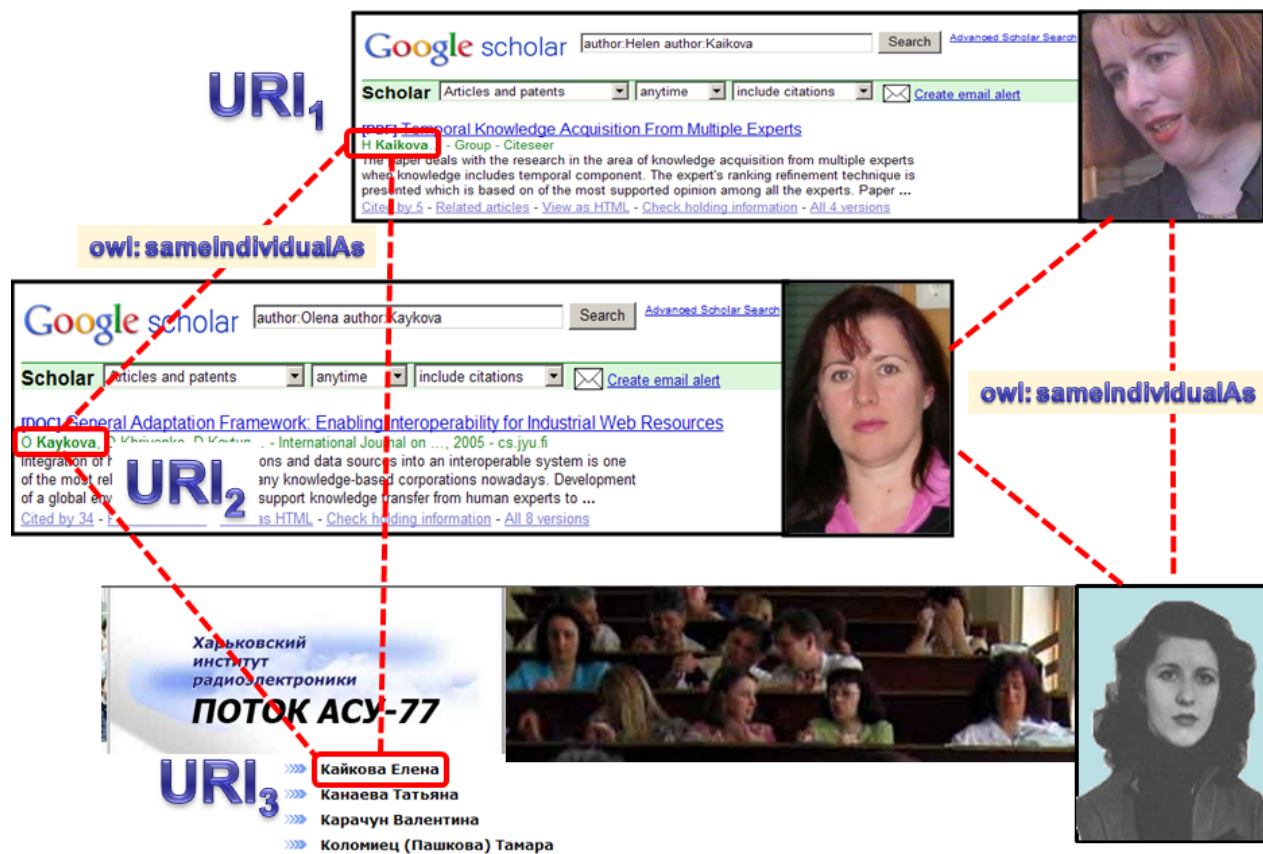 Google scholar author:Helen author:Kaikova Search Advanced Scholar Search
URI1
Scholar Articles and patents anytime include citations Create email alert
[PDF] Temporal Knowledge Acquisition From Multiple Experts
H Kaikova... - Group - Citeseer
The paper deals with the research in the area of knowledge acquisition from multiple experts
when knowledge includes temporal component. The expert's ranking refinement technique is
presented which is based on of the most supported opinion among all the experts. Paper ...
Cited by 5 - Related articles - View as HTML - Check holding information - All 4 versions
owl: sameIndividualAs
Google scholar author:Olena author:Kaykova Search Advanced Scholar Search
Scholar Articles and patents anytime include citations Create email alert
owl: sameIndividualAs
[DOC] General Adaptation Framework: Enabling Interoperability for Industrial Web Resources
O Kaykova, O Khriyenko, D Kovtun... - International Journal on ..., 2005 - cs.jyu.fi
Integration of ons and data sources into an interoperable system is one
of the most rel any knowledge-based corporations nowadays. Development
URI2
of a global env support knowledge transfer from human experts to ...
Cited by 34 - as HTML - Check holding information - All 8 versions
Харьковский
институт
радиоэлектроники
ПОТОК АСУ-77
URI3
Кайкова Елена
Канаева Татьяна
Карачун Валентина
Коломиец (Пашкова) Тамара